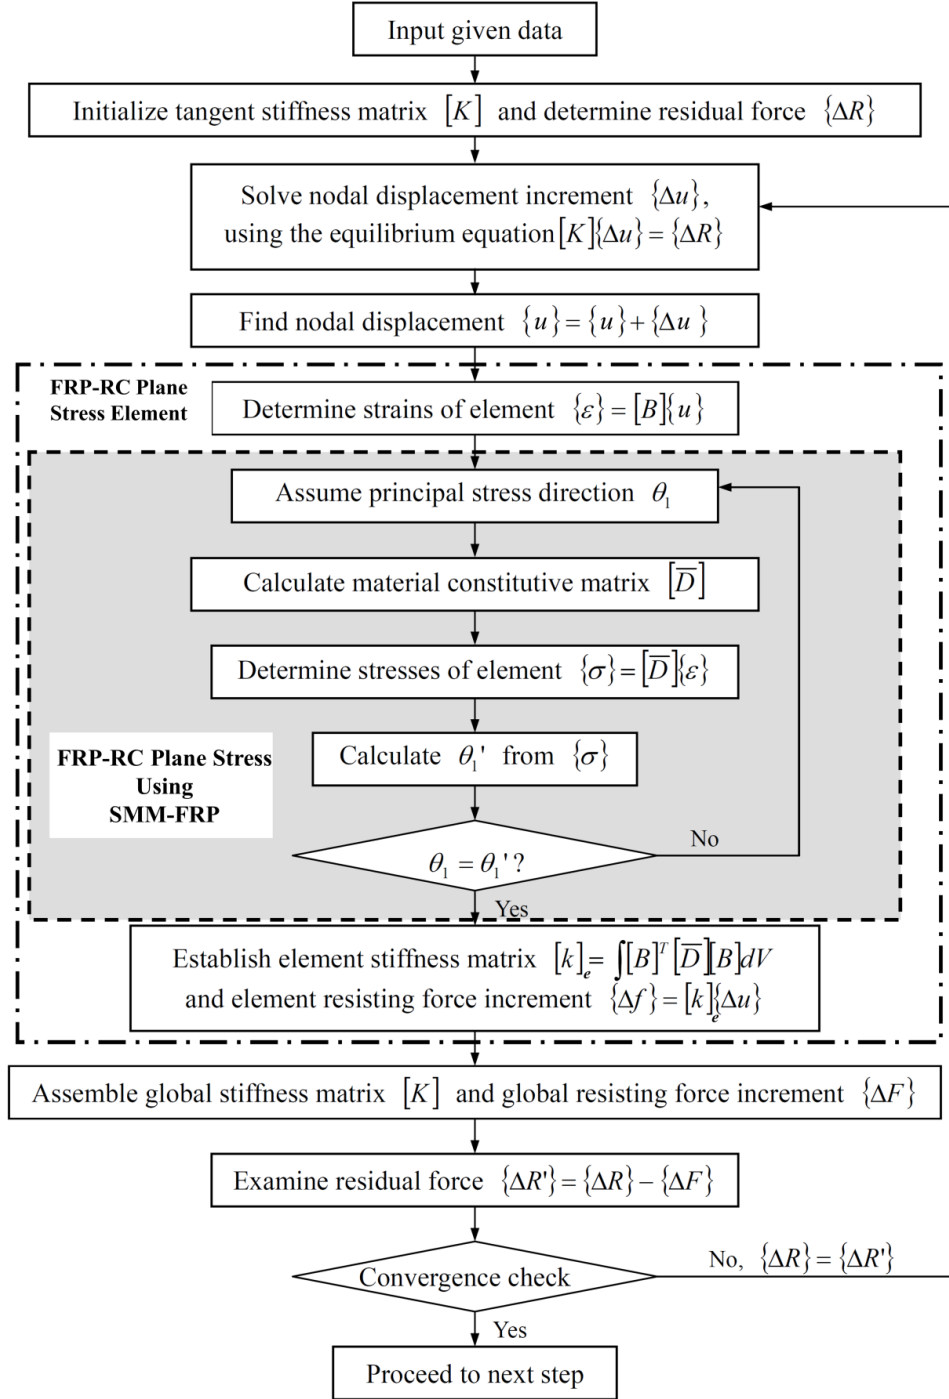 Input given data
Initialize tangent stiffness matrix [K] and determine residual force {ΔR}
Solve nodal displacement increment {Δu},
using the equilibrium equation[K]{Δu} = {ΔR}
Find nodal displacement {u} = {u} + {Δu }
FRP-RC Plane
Stress Element
Determine strains of element {ε} = [B]{u}
Assume principal stress direction θ₁
Calculate material constitutive matrix [D̅]
Determine stresses of element {σ} = [D̅]{ε}
FRP-RC Plane Stress
Using
SMM-FRP
Calculate θ₁' from {σ}
θ₁ = θ₁'?
No
Yes
Establish element stiffness matrix [k]ₑ = ∫[B]ᵀ[D̅][B]dV
and element resisting force increment {Δf} = [k]ₑ{Δu}
Assemble global stiffness matrix [K] and global resisting force increment {ΔF}
Examine residual force {ΔR'} = {ΔR} − {ΔF}
Convergence check
No, {ΔR} = {ΔR'}
Yes
Proceed to next step